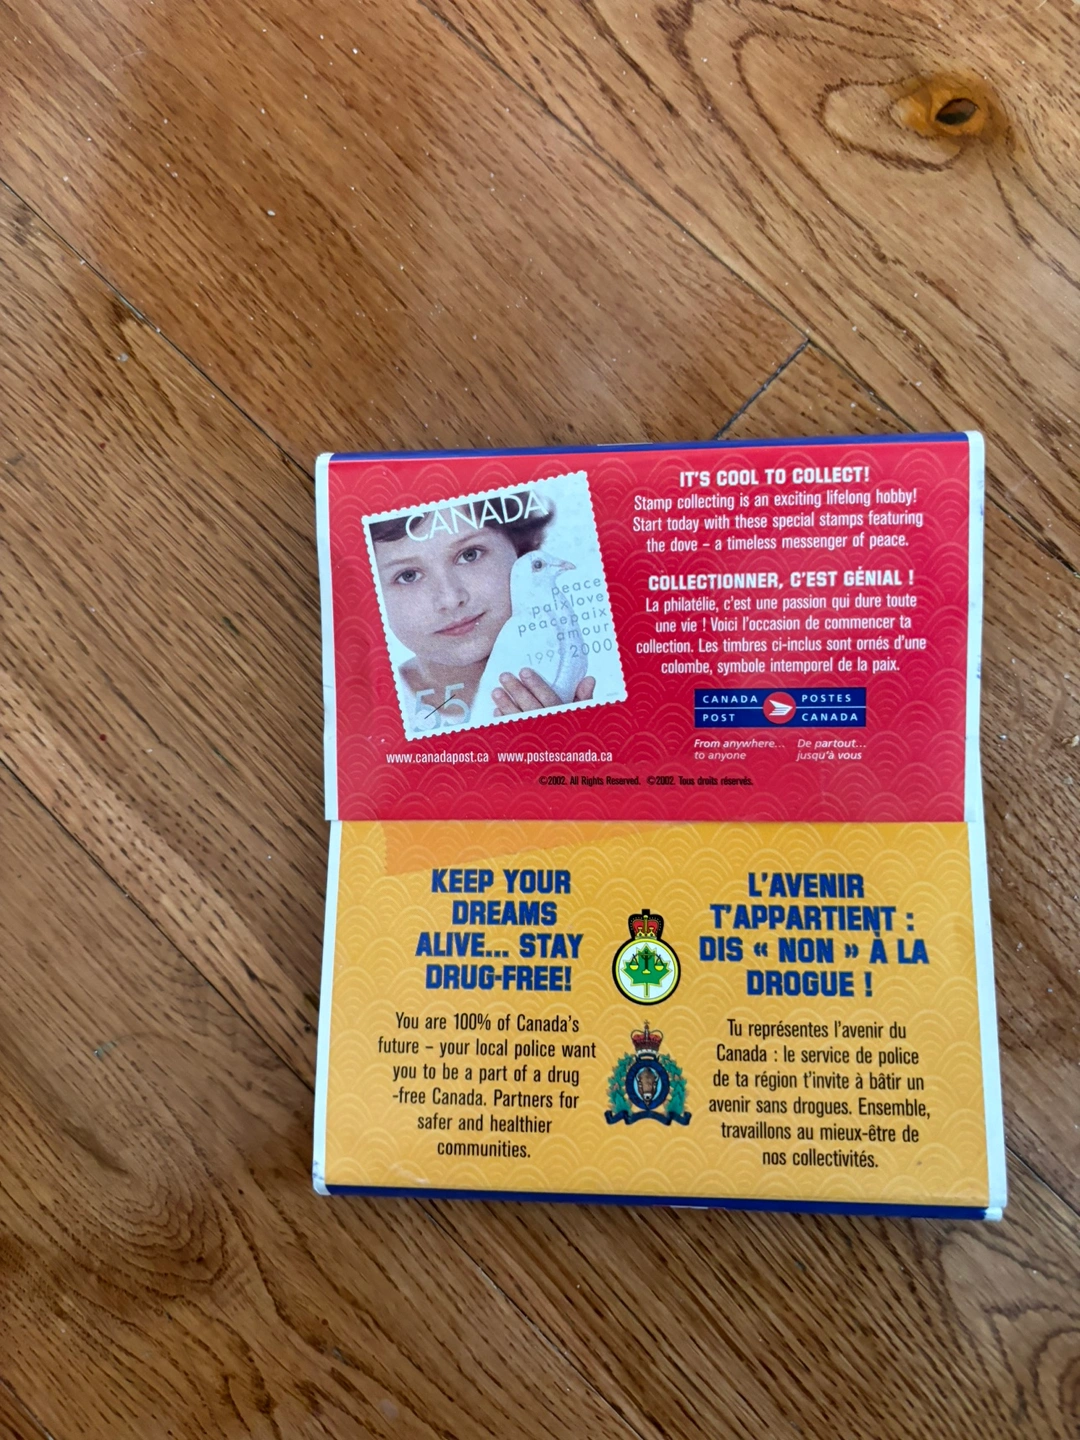 CANADA
peace
paixlove
peacepaix
amour
1999 2000
55
www.canadapost.ca www.postescanada.ca
IT'S COOL TO COLLECT!
Stamp collecting is an exciting lifelong hobby!
Start today with these special stamps featuring
the dove – a timeless messenger of peace.
COLLECTIONNER, C'EST GÉNIAL !
La philatélie, c'est une passion qui dure toute
une vie ! Voici l'occasion de commencer ta
collection. Les timbres ci-inclus sont ornés d'une
colombe, symbole intemporel de la paix.
CANADA POSTES
POST CANADA
From anywhere... De partout...
to anyone jusqu'à vous
©2002. All Rights Reserved. ©2002. Tous droits réservés.
KEEP YOUR
DREAMS
ALIVE... STAY
DRUG-FREE!
You are 100% of Canada's
future – your local police want
you to be a part of a drug
-free Canada. Partners for
safer and healthier
communities.
L'AVENIR
T'APPARTIENT :
DIS « NON » À LA
DROGUE !
Tu représentes l'avenir du
Canada : le service de police
de ta région t'invite à bâtir un
avenir sans drogues. Ensemble,
travaillons au mieux-être de
nos collectivités.